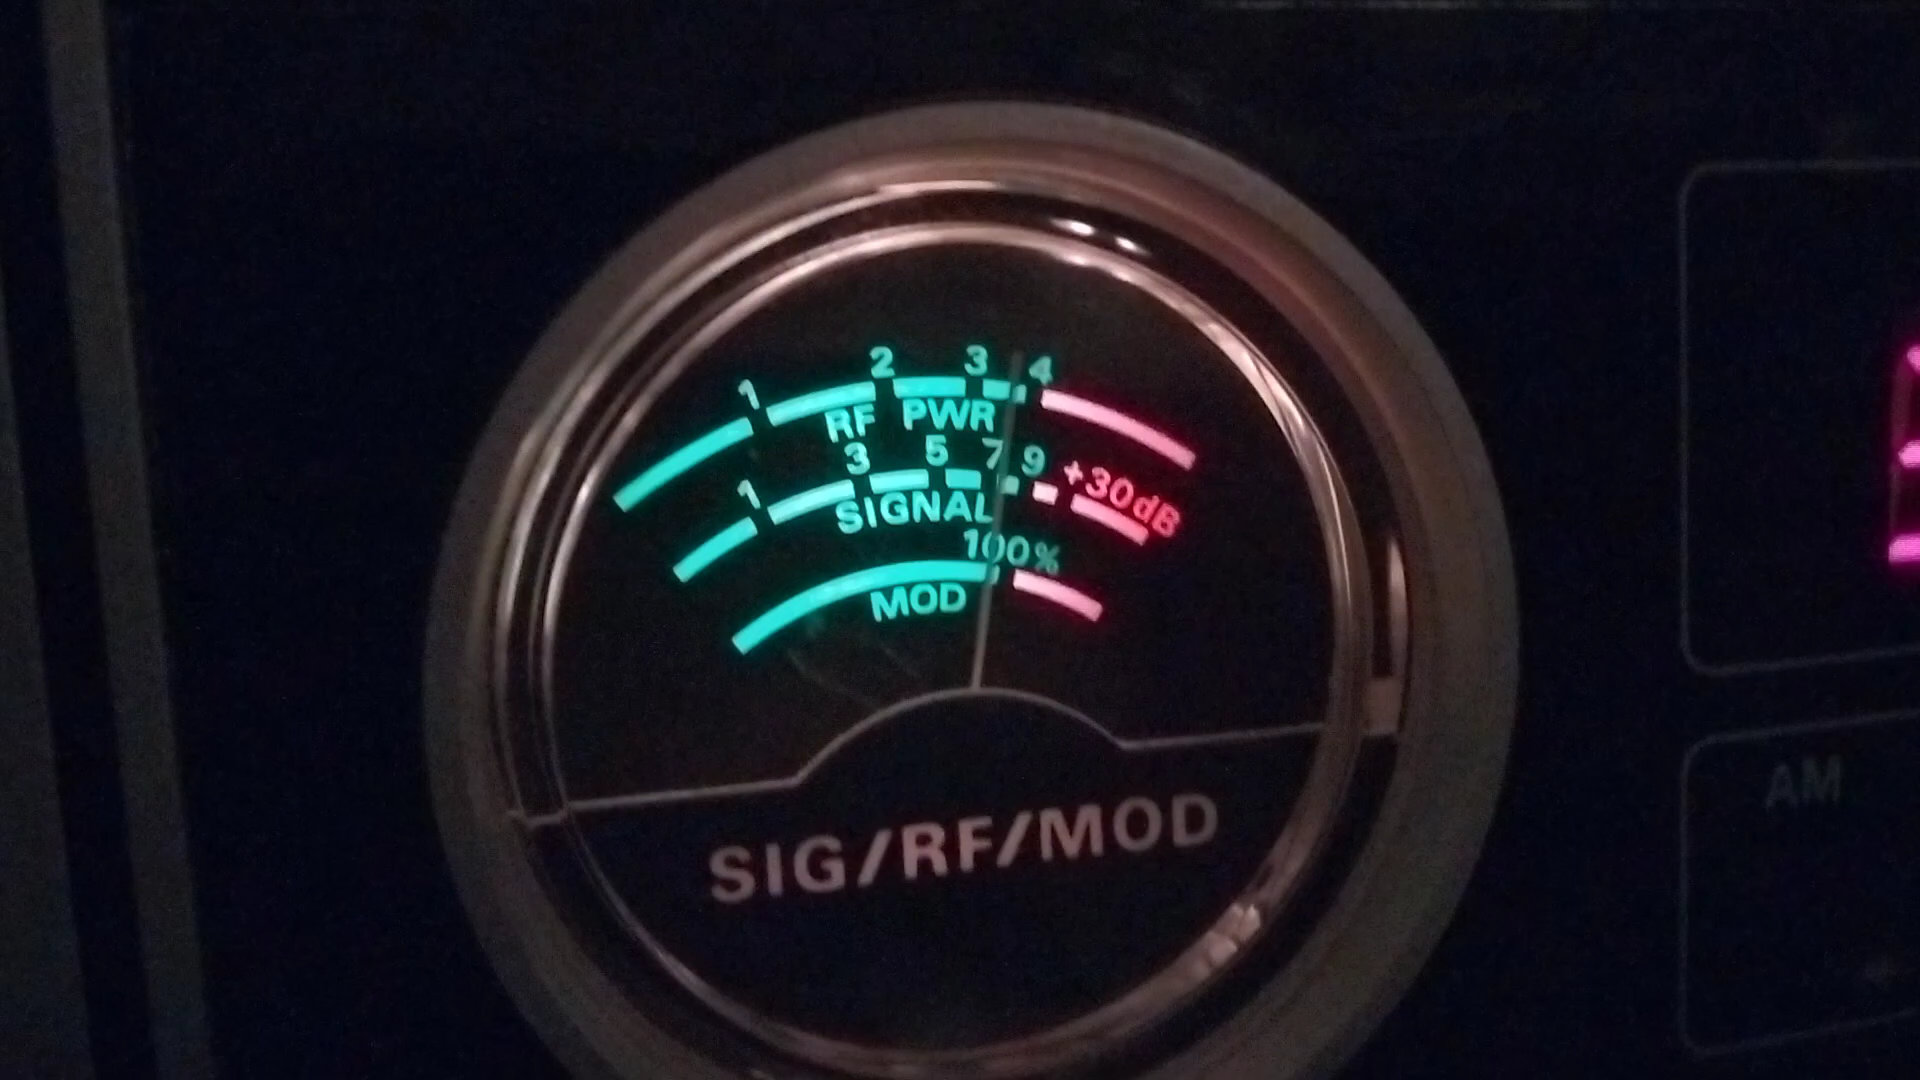 1 2 3 4
RF PWR
1 3 5 7 9 +30dB
SIGNAL
100%
MOD
SIG/RF/MOD
AM